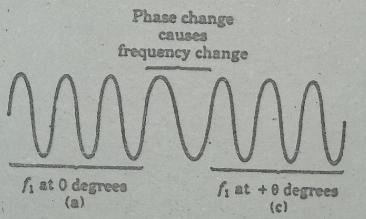 Phase change
causes
frequency change
f₁ at 0 degrees
(a)
f₁ at + θ degrees
(c)